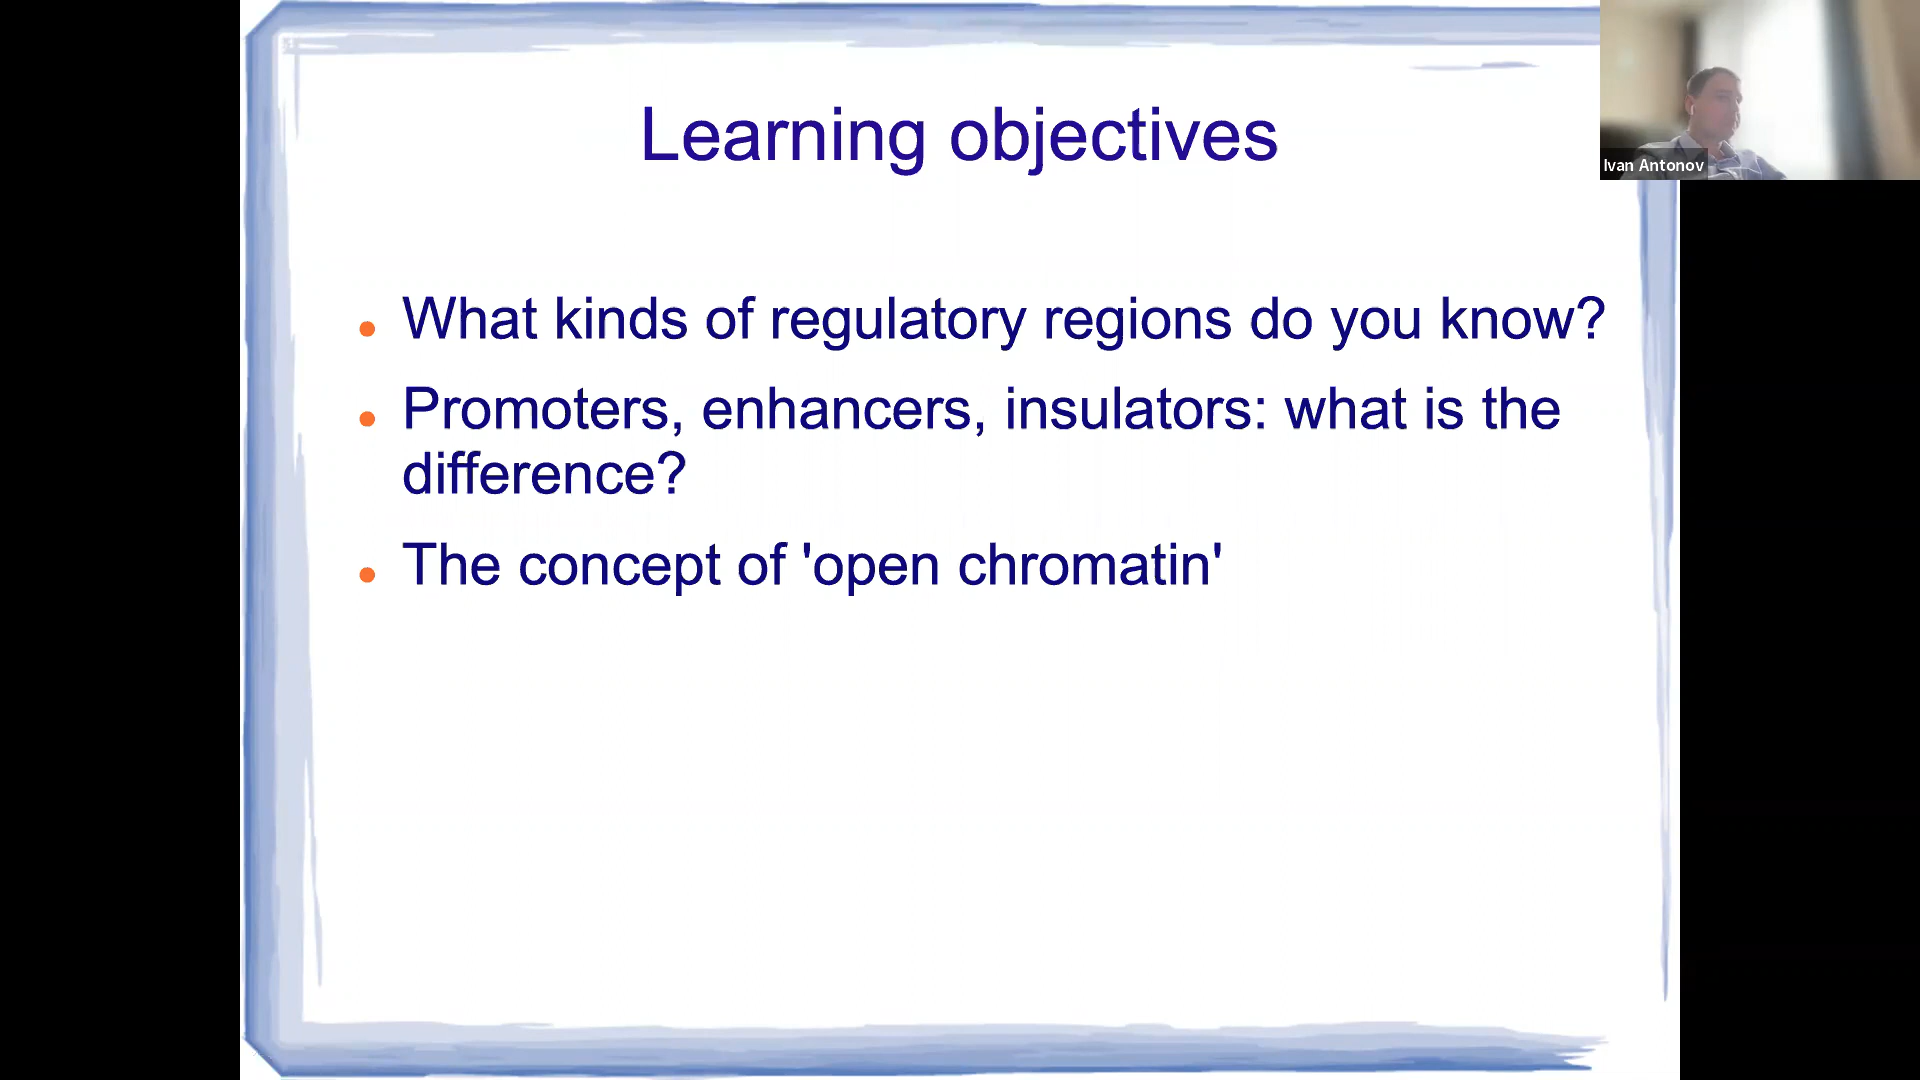 Learning objectives
Ivan Antonov
What kinds of regulatory regions do you know?
Promoters, enhancers, insulators: what is the
difference?
The concept of 'open chromatin'